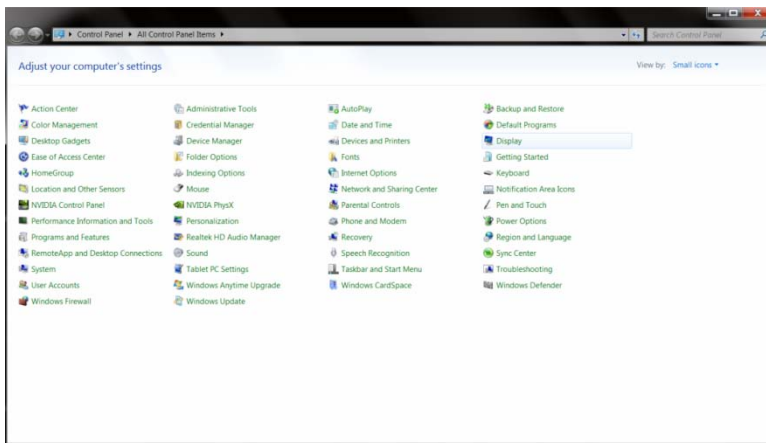 Control Panel All Control Panel Items Search Control Panel
Adjust your computer's settings View by: Small icons
Action Center Administrative Tools AutoPlay Backup and Restore
Color Management Credential Manager Date and Time Default Programs
Desktop Gadgets Device Manager Devices and Printers Display
Ease of Access Center Folder Options Fonts Getting Started
HomeGroup Indexing Options Internet Options Keyboard
Location and Other Sensors Mouse Network and Sharing Center Notification Area Icons
NVIDIA Control Panel NVIDIA PhysX Parental Controls Pen and Touch
Performance Information and Tools Personalization Phone and Modem Power Options
Programs and Features Realtek HD Audio Manager Recovery Region and Language
RemoteApp and Desktop Connections Sound Speech Recognition Sync Center
System Tablet PC Settings Taskbar and Start Menu Troubleshooting
User Accounts Windows Anytime Upgrade Windows CardSpace Windows Defender
Windows Firewall Windows Update